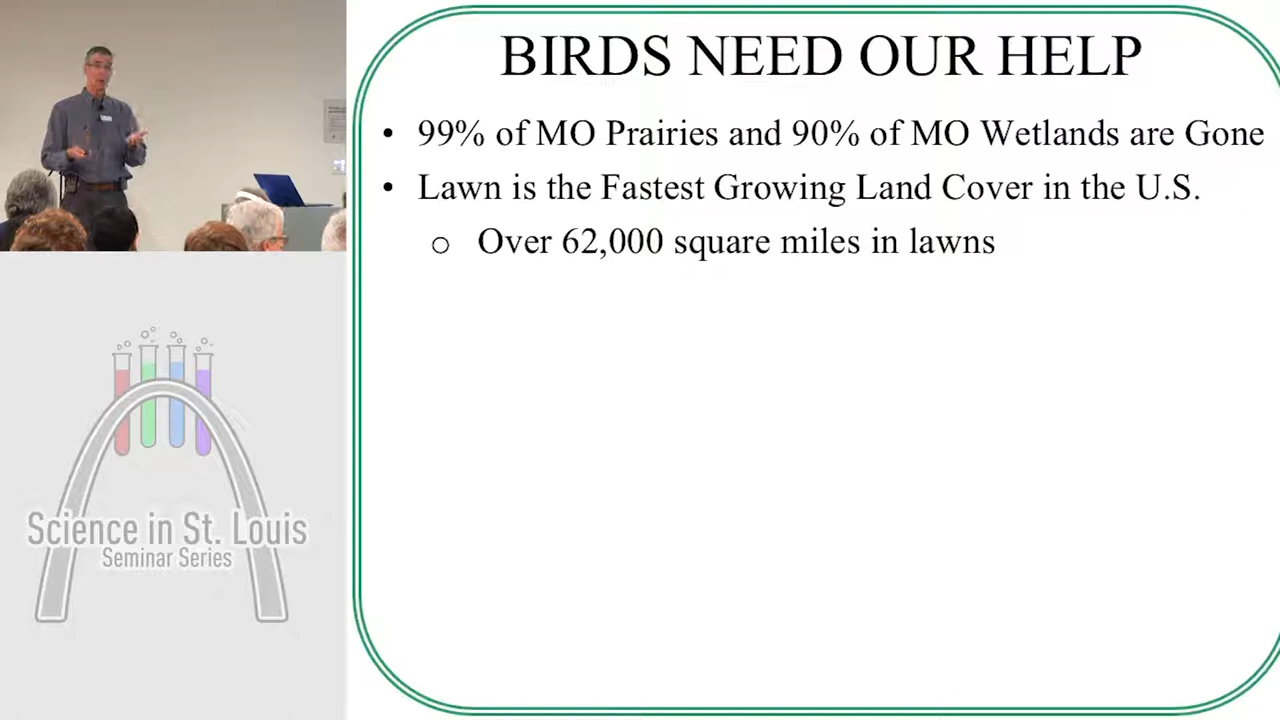 BIRDS NEED OUR HELP
• 99% of MO Prairies and 90% of MO Wetlands are Gone
• Lawn is the Fastest Growing Land Cover in the U.S.
○ Over 62,000 square miles in lawns
Science in St. Louis
Seminar Series